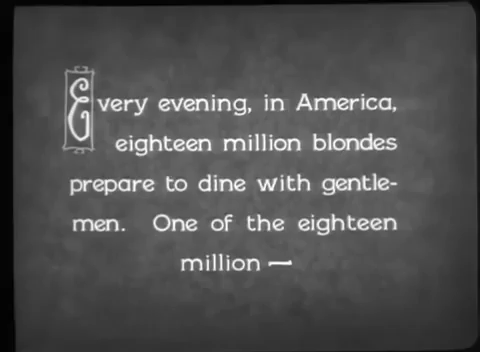 Every evening, in America,
eighteen million blondes
prepare to dine with gentle-
men. One of the eighteen
million —